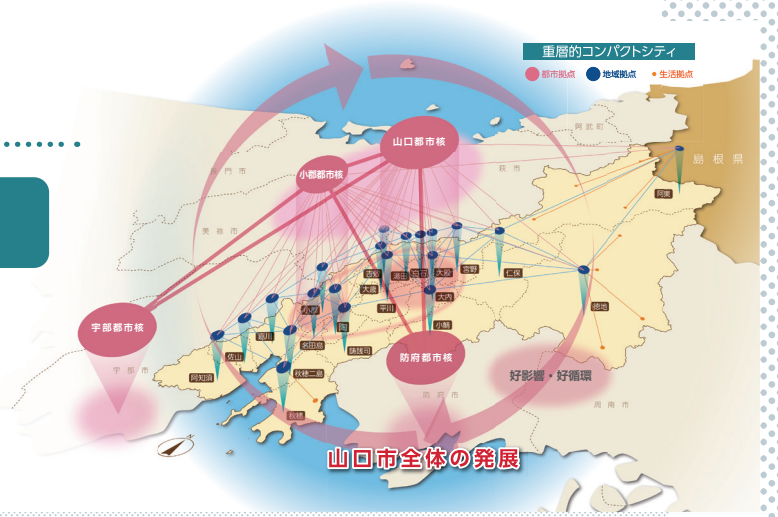 重層的コンパクトシティ
都市拠点
地域拠点
生活拠点
阿武町
山口都市核
島根県
小郡都市核
萩市
長門市
阿東
美祢市
宮野
仁保
吉敷
湯田
白石
大殿
大歳
平川
大内
小鯖
徳地
小郡
陶
鋳銭司
名田島
嘉川
佐山
阿知須
秋穂二島
秋穂
宇部都市核
防府都市核
宇部市
好影響・好循環
防府市
周南市
山口市全体の発展